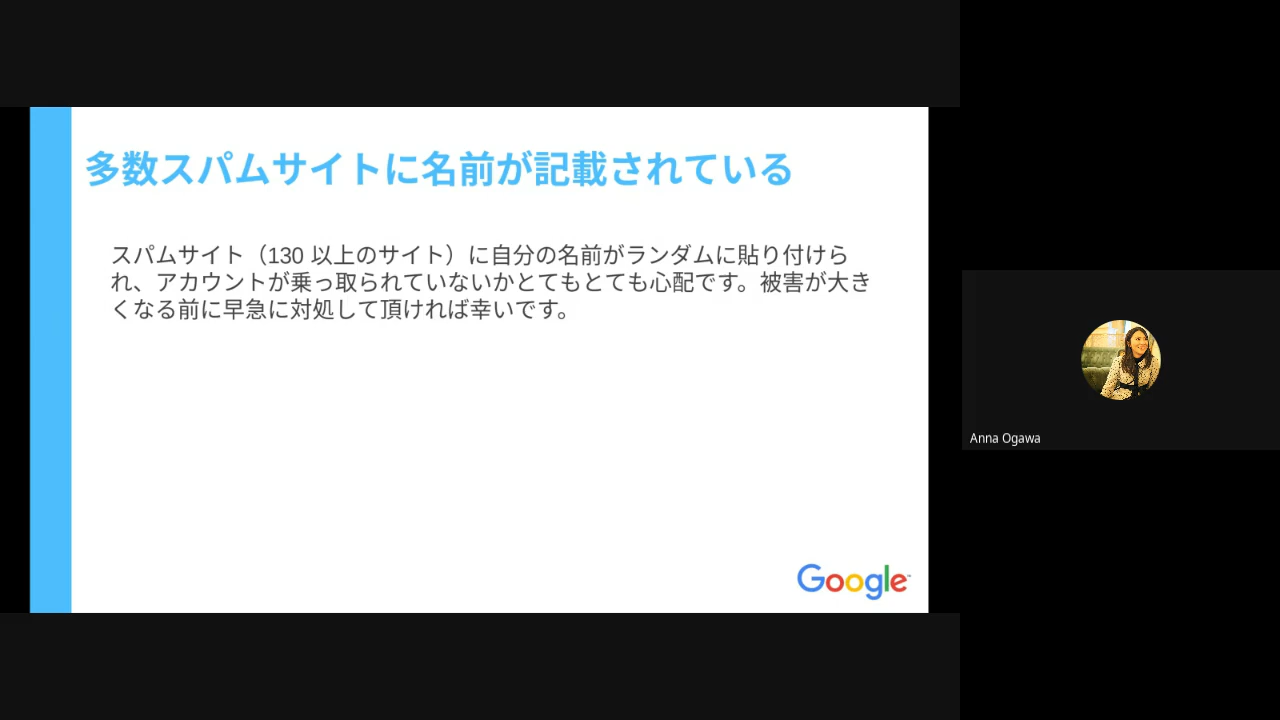 多数スパムサイトに名前が記載されている
スパムサイト（130 以上のサイト）に自分の名前がランダムに貼り付けら
れ、アカウントが乗っ取られていないかとてもとても心配です。被害が大き
くなる前に早急に対処して頂ければ幸いです。
Google
Anna Ogawa